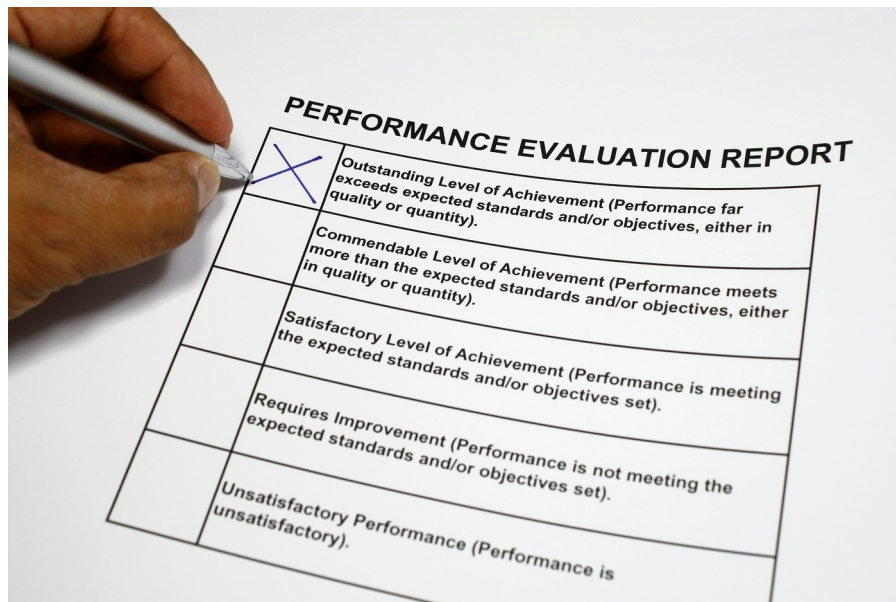 PERFORMANCE EVALUATION REPORT
Outstanding Level of Achievement (Performance far
exceeds expected standards and/or objectives, either in
quality or quantity).
Commendable Level of Achievement (Performance meets
more than the expected standards and/or objectives, either
in quality or quantity).
Satisfactory Level of Achievement (Performance is meeting
the expected standards and/or objectives set).
Requires Improvement (Performance is not meeting the
expected standards and/or objectives set).
Unsatisfactory Performance (Performance is
unsatisfactory).